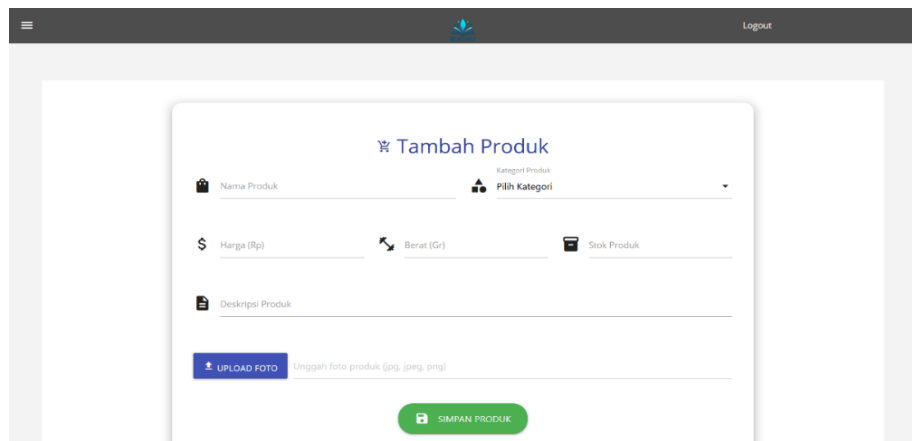 Logout
Tambah Produk
Kategori Produk
Nama Produk
Pilih Kategori
Harga (Rp)
Berat (Gr)
Stok Produk
Deskripsi Produk
UPLOAD FOTO
Unggah foto produk (jpg, jpeg, png)
SIMPAN PRODUK